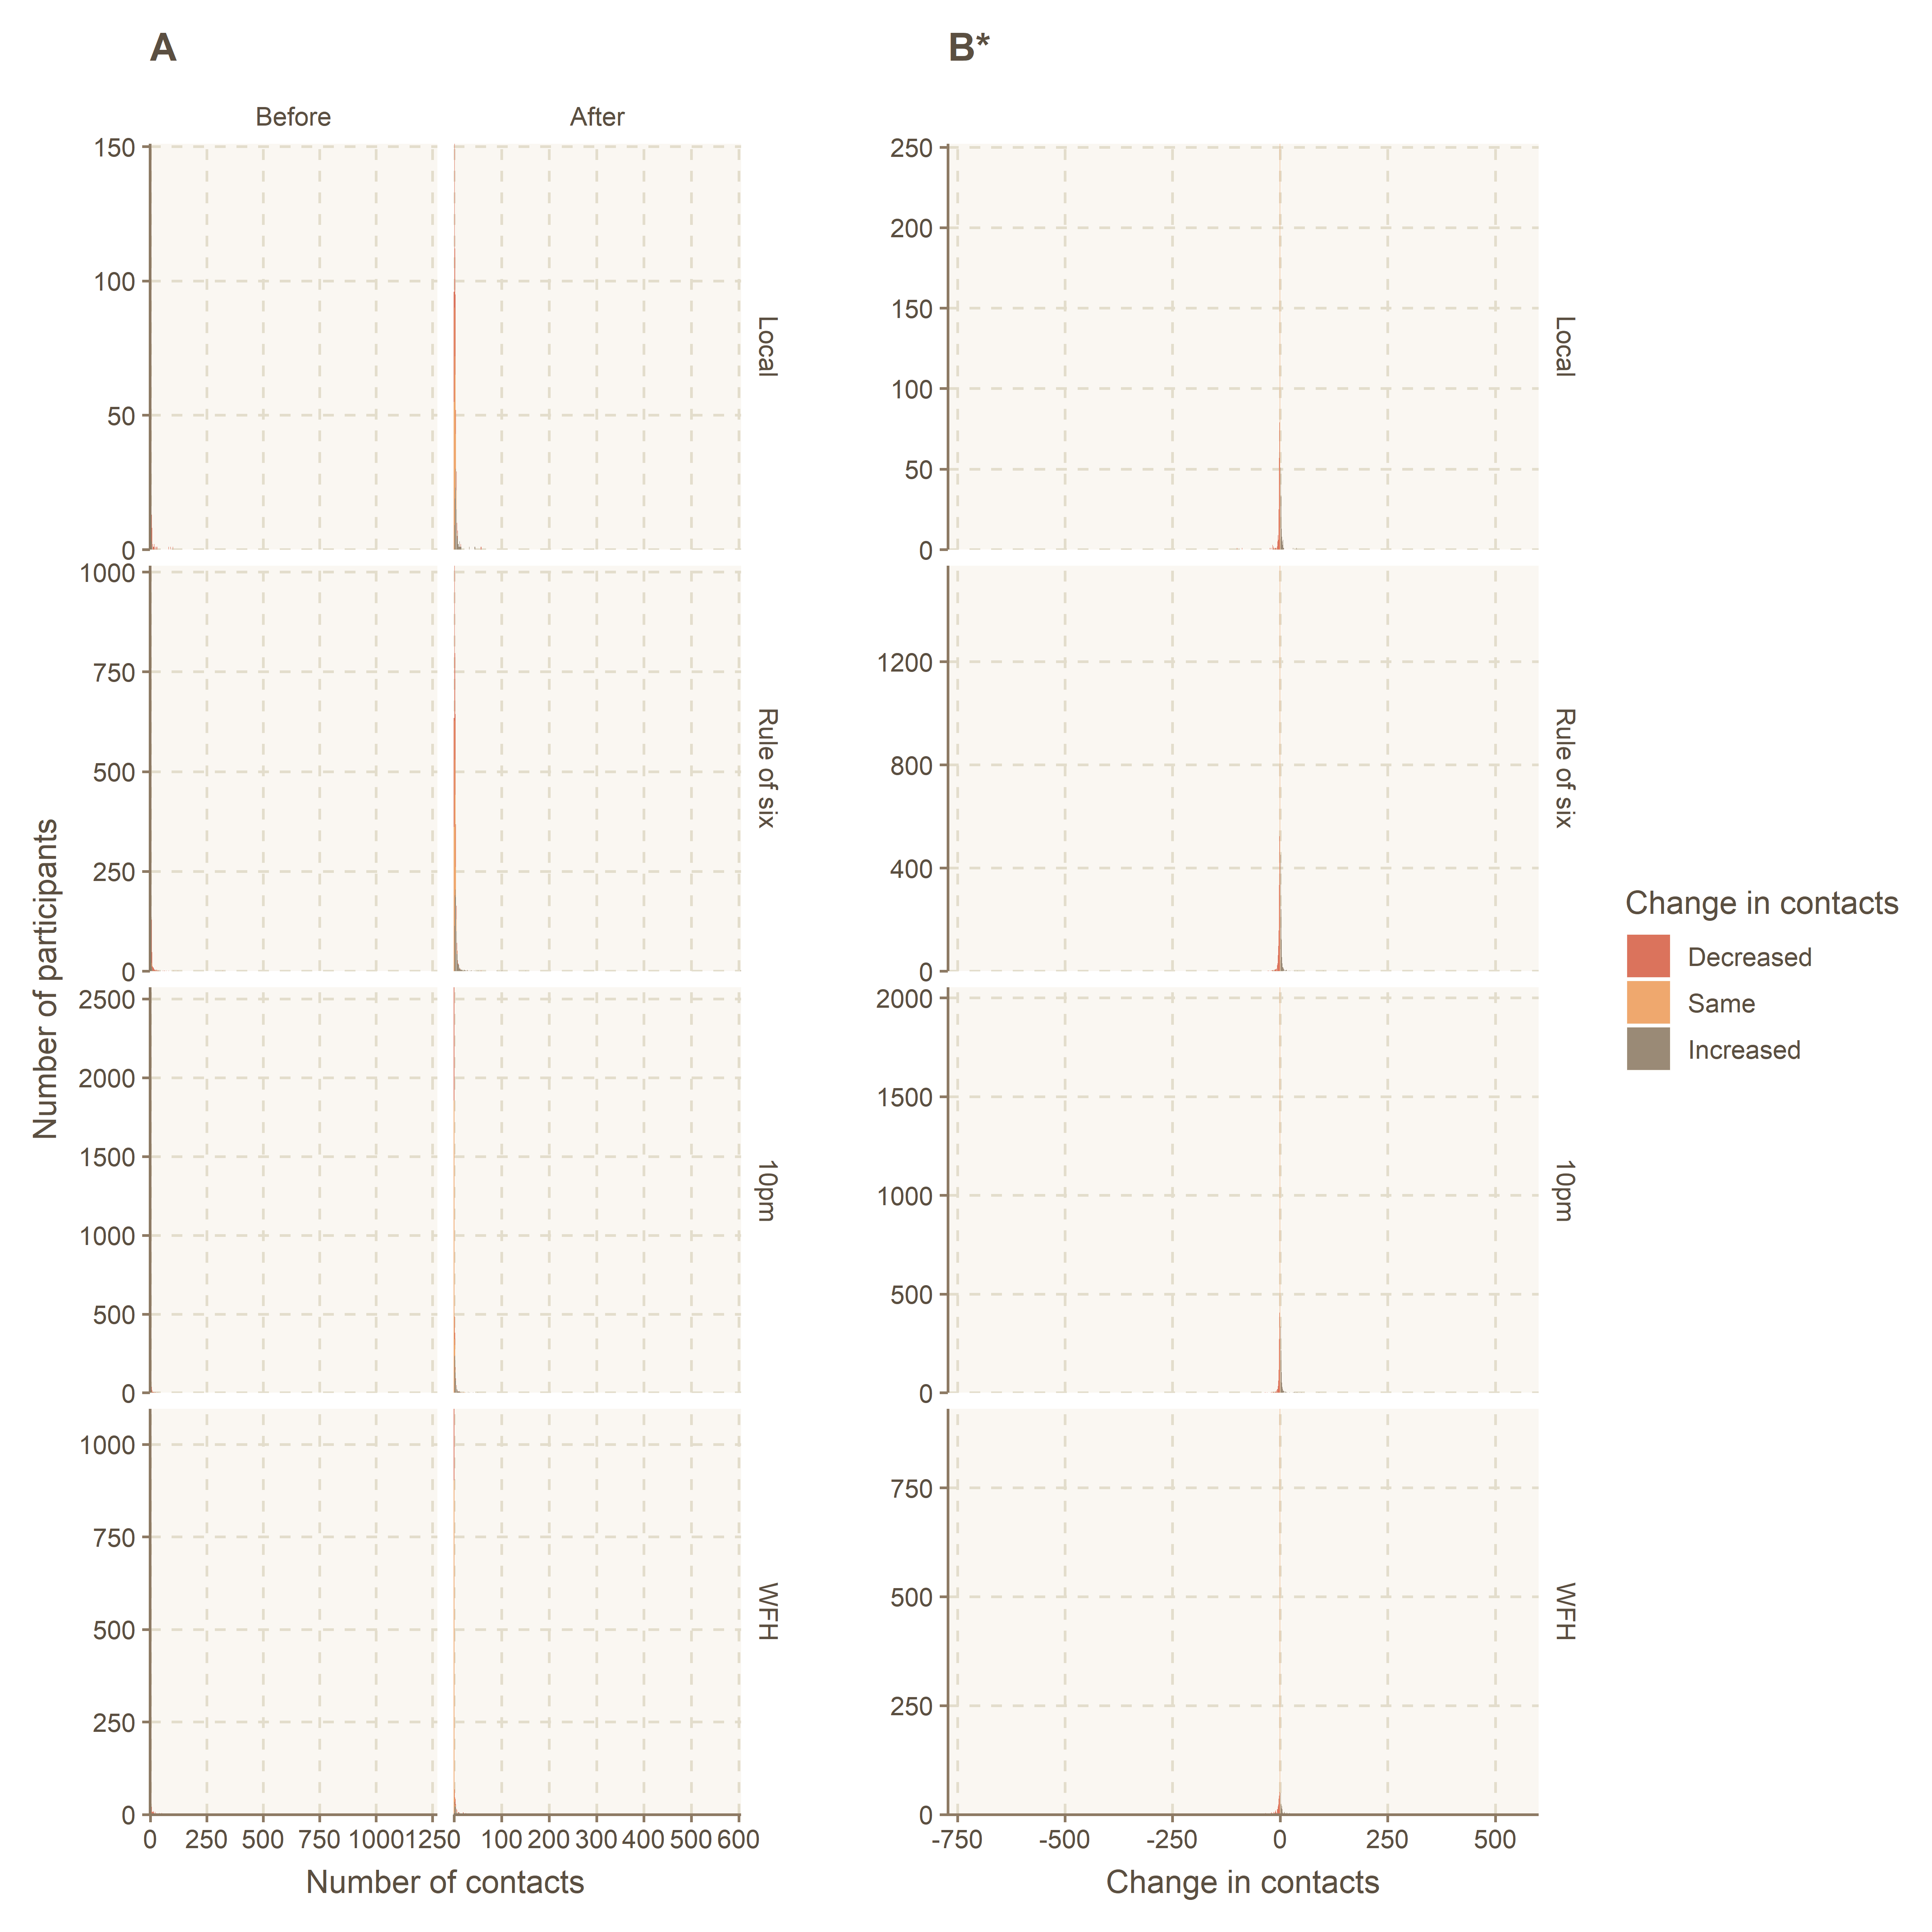 A
B*
Before
After
150
100
50
0
Local
250
200
150
100
50
0
Local
1000
750
500
250
0
Rule of six
1200
800
400
0
Rule of six
Number of participants
Change in contacts
Decreased
Same
Increased
2500
2000
1500
1000
500
0
10pm
2000
1500
1000
500
0
10pm
1000
750
500
250
0
WFH
750
500
250
0
WFH
0 250 500 750 1000 1250
100 200 300 400 500 600
-750 -500 -250 0 250 500
Number of contacts
Change in contacts